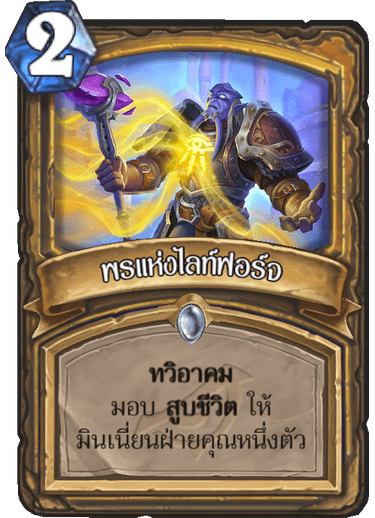 2
พรแห่งไลท์ฟอร์จ
ทวิอาคม
มอบ สูบชีวิต ให้
มินเนี่ยนฝ่ายคุณหนึ่งตัว